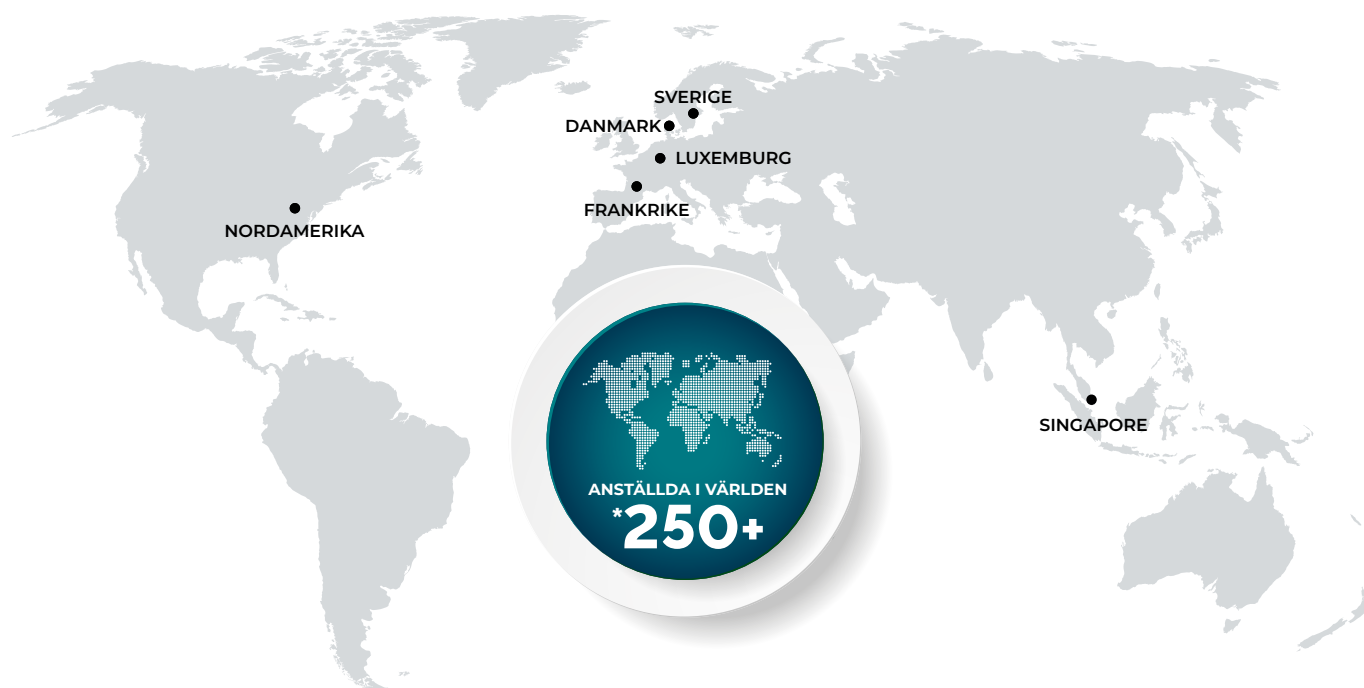 SVERIGE
DANMARK
LUXEMBURG
FRANKRIKE
NORDAMERIKA
SINGAPORE
ANSTÄLLDA I VÄRLDEN
*250+